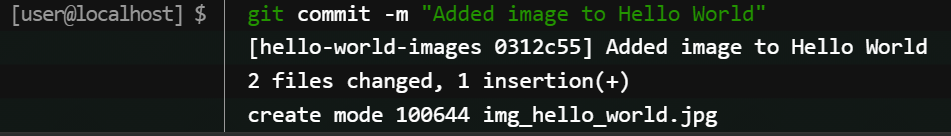 [user@localhost] $ git commit -m "Added image to Hello World"
[hello-world-images 0312c55] Added image to Hello World
2 files changed, 1 insertion(+)
create mode 100644 img_hello_world.jpg